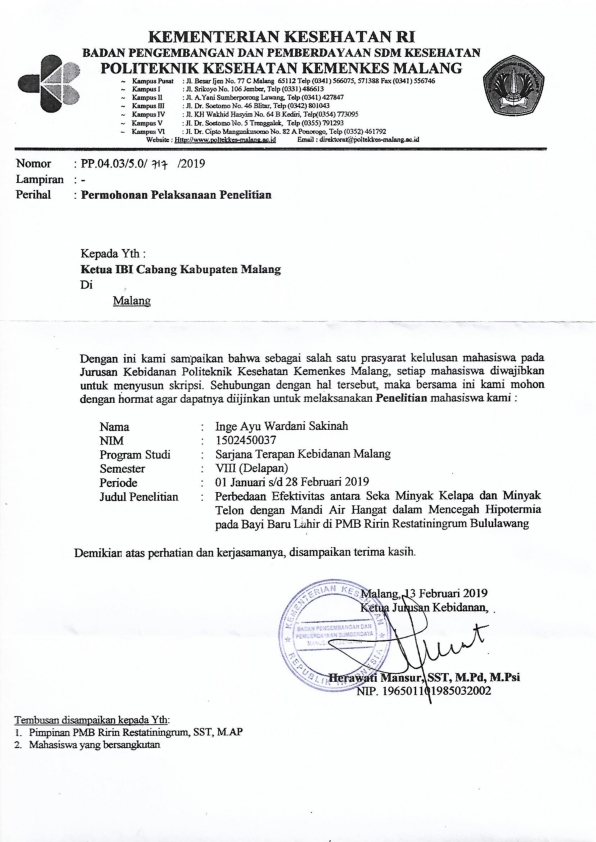 KEMENTERIAN KESEHATAN RI
BADAN PENGEMBANGAN DAN PEMBERDAYAAN SDM KESEHATAN
POLITEKNIK KESEHATAN KEMENKES MALANG
~ Kampus Pusat : Jl. Besar Ijen No. 77 C Malang 65112 Telp (0341) 566075, 571388 Fax (0341) 556746
~ Kampus I : Jl. Srikoyo No. 106 Jember, Telp (0331) 486613
~ Kampus II : Jl. A.Yani Sumberporong Lawang, Telp (0341) 427847
~ Kampus III : Jl. Dr. Soetomo No. 46 Blitar, Telp (0342) 801043
~ Kampus IV : Jl. KH Wakhid Hasyim No. 64 B Kediri, Telp(0354) 773095
~ Kampus V : Jl. Dr. Soetomo No. 5 Trenggalek, Telp (0355) 791293
~ Kampus VI : Jl. Dr. Cipto Mangunkusomo No. 82 A Ponorogo, Telp (0352) 461792
Website : Http://www.poltekkes-malang.ac.id Email : direktorat@poltekkes-malang.ac.id
Nomor : PP.04.03/5.0/ 717 /2019
Lampiran : -
Perihal : Permohonan Pelaksanaan Penelitian
Kepada Yth :
Ketua IBI Cabang Kabupaten Malang
Di
Malang
Dengan ini kami sampaikan bahwa sebagai salah satu prasyarat kelulusan mahasiswa pada
Jurusan Kebidanan Politeknik Kesehatan Kemenkes Malang, setiap mahasiswa diwajibkan
untuk menyusun skripsi. Sehubungan dengan hal tersebut, maka bersama ini kami mohon
dengan hormat agar dapatnya diijinkan untuk melaksanakan Penelitian mahasiswa kami :
Nama : Inge Ayu Wardani Sakinah
NIM : 1502450037
Program Studi : Sarjana Terapan Kebidanan Malang
Semester : VIII (Delapan)
Periode : 01 Januari s/d 28 Februari 2019
Judul Penelitian : Perbedaan Efektivitas antara Seka Minyak Kelapa dan Minyak
Telon dengan Mandi Air Hangat dalam Mencegah Hipotermia
pada Bayi Baru Lahir di PMB Ririn Restatiningrum Bululawang
Demikian atas perhatian dan kerjasamanya, disampaikan terima kasih.
Malang, 13 Februari 2019
Ketua Jurusan Kebidanan,
KEMENTERIAN KESEHATAN
BADAN PENGEMBANGAN DAN
PEMBERDAYAAN SUMBERDAYA
REPUBLIK INDONESIA
Herawati Mansur, SST, M.Pd, M.Psi
NIP. 196501101985032002
Tembusan disampaikan kepada Yth:
1. Pimpinan PMB Ririn Restatiningrum, SST, M.AP
2. Mahasiswa yang bersangkutan